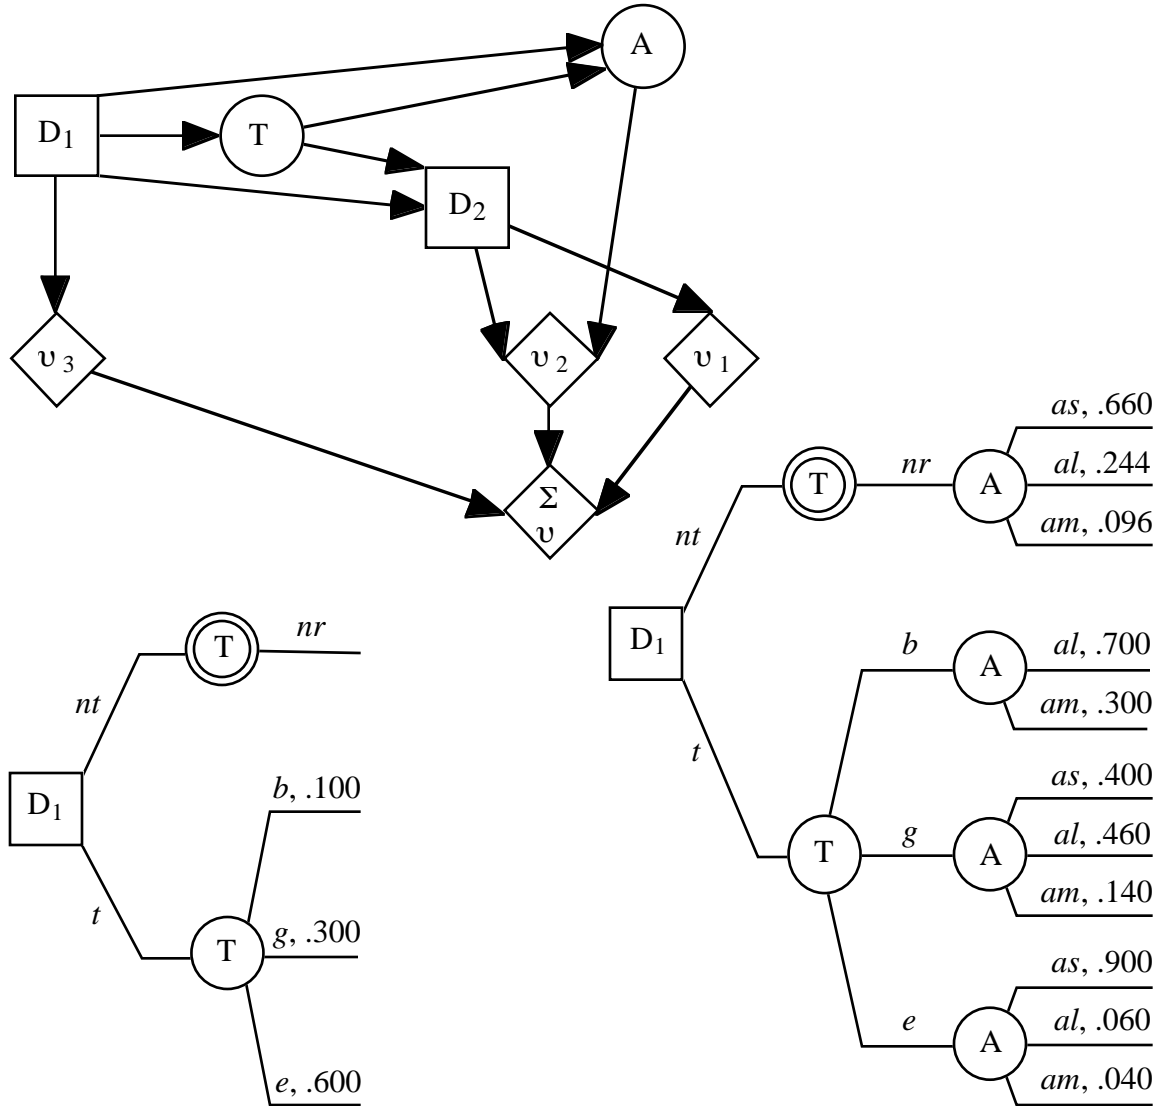 A
D1
T
D2
υ 3
υ 2
υ 1
Σ
υ
as, .660
T
nr
A
al, .244
nt
am, .096
D1
b
A
al, .700
am, .300
t
as, .400
T
g
A
al, .460
am, .140
as, .900
e
A
al, .060
am, .040
T
nr
nt
D1
b, .100
t
T
g, .300
e, .600